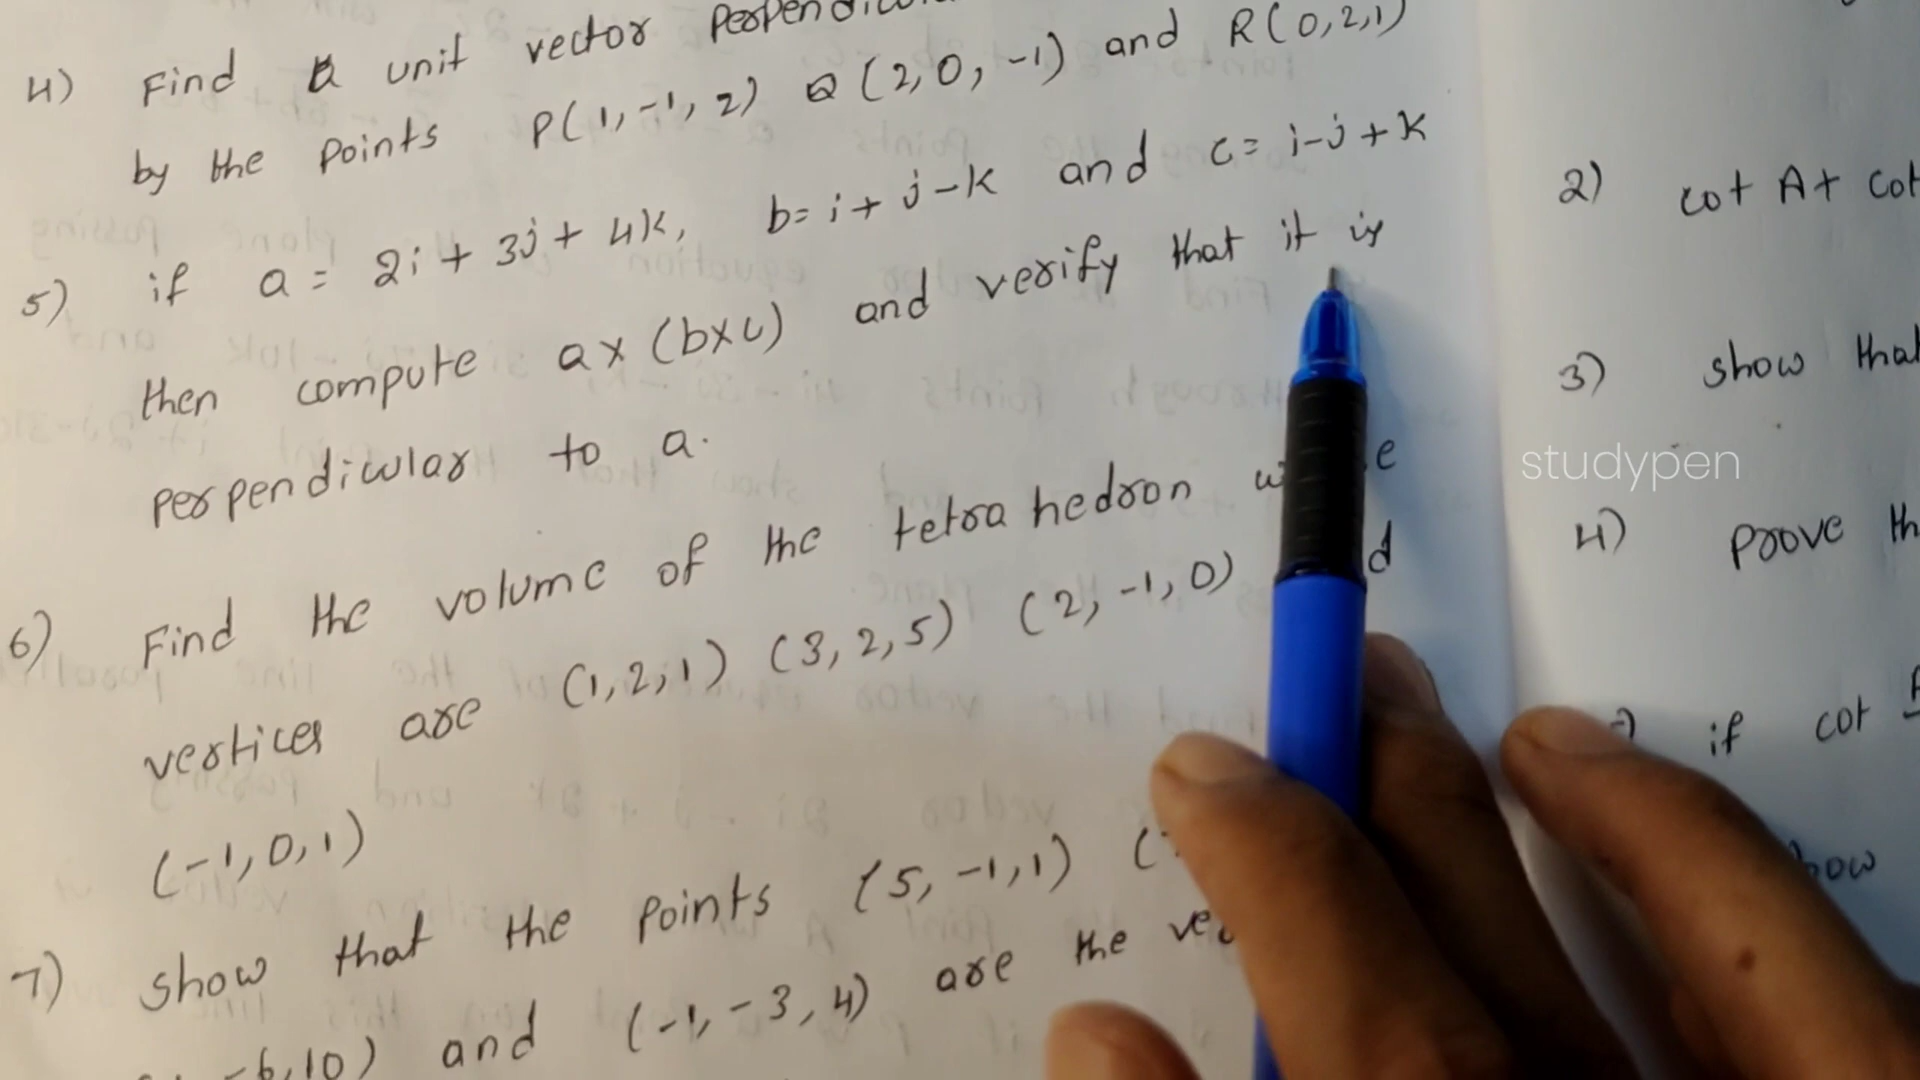 4) Find a unit vector
by the points P(1,-1,2) Q(2,0,-1) and R(0,2,1)
5) if a = 2i + 3j + 4k, b= i + j - k and c= i-j+k
then compute a x (bxc) and verify that it is
perpendicular to a.
6) Find the volume of the tetra hedron
vertices are (1,2,1) (3,2,5) (2,-1,0)
(-1,0,1)
7) show that the points (5,-1,1) (
-6,10) and (-1,-3,4) are the
2) cot A+ cot
3) show that
studypen
4) prove
if cot